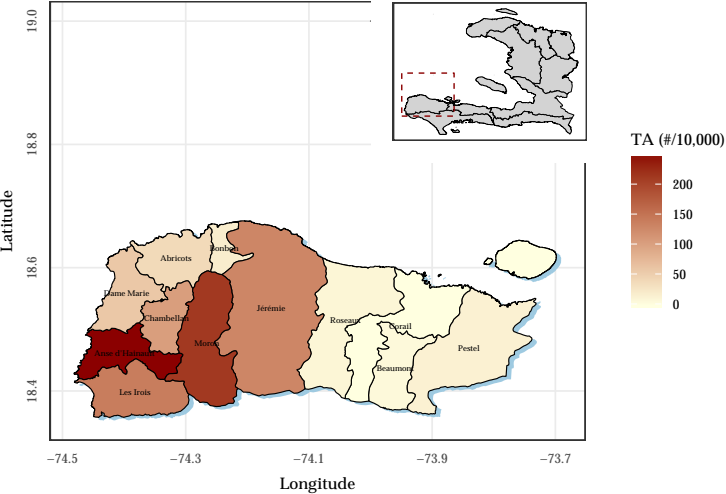 19.0
18.8
18.6
18.4
Latitude
Bonbon
Abricots
Dame Marie
Jérémie
Chambellan
Roseaux
Corail
Moron
Pestel
Anse d'Hainault
Beaumont
Les Irois
−74.5
−74.3
−74.1
−73.9
−73.7
Longitude
TA (#/10,000)
200
150
100
50
0